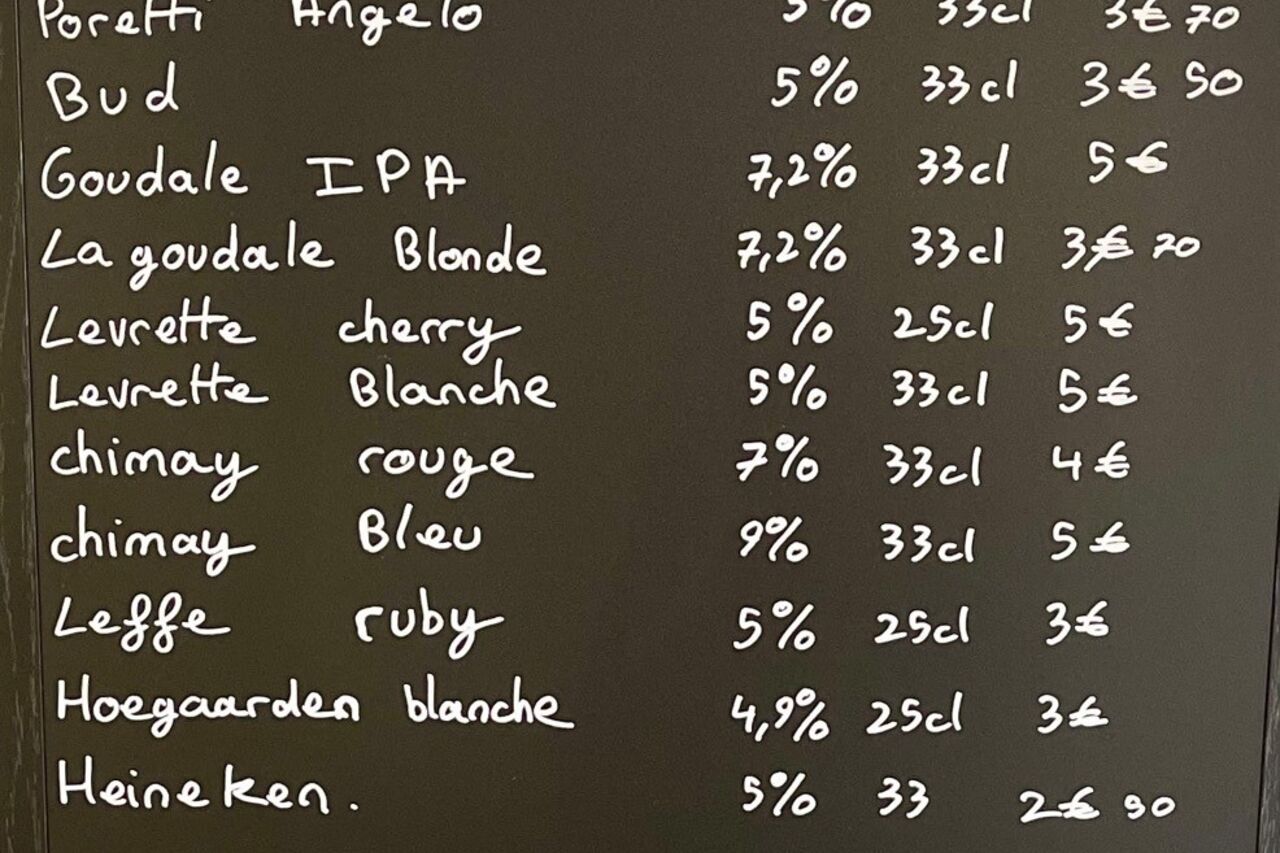 Poretti Angelo 5% 33cl 3€ 70
Bud 5% 33cl 3€ 50
Goudale IPA 7,2% 33cl 5€
La goudale Blonde 7,2% 33cl 3€ 70
Levrette cherry 5% 25cl 5€
Levrette Blanche 5% 33cl 5€
chimay rouge 7% 33cl 4€
chimay Bleu 9% 33cl 5€
Leffe ruby 5% 25cl 3€
Hoegaarden blanche 4,9% 25cl 3€
Heineken. 5% 33 2€ 90